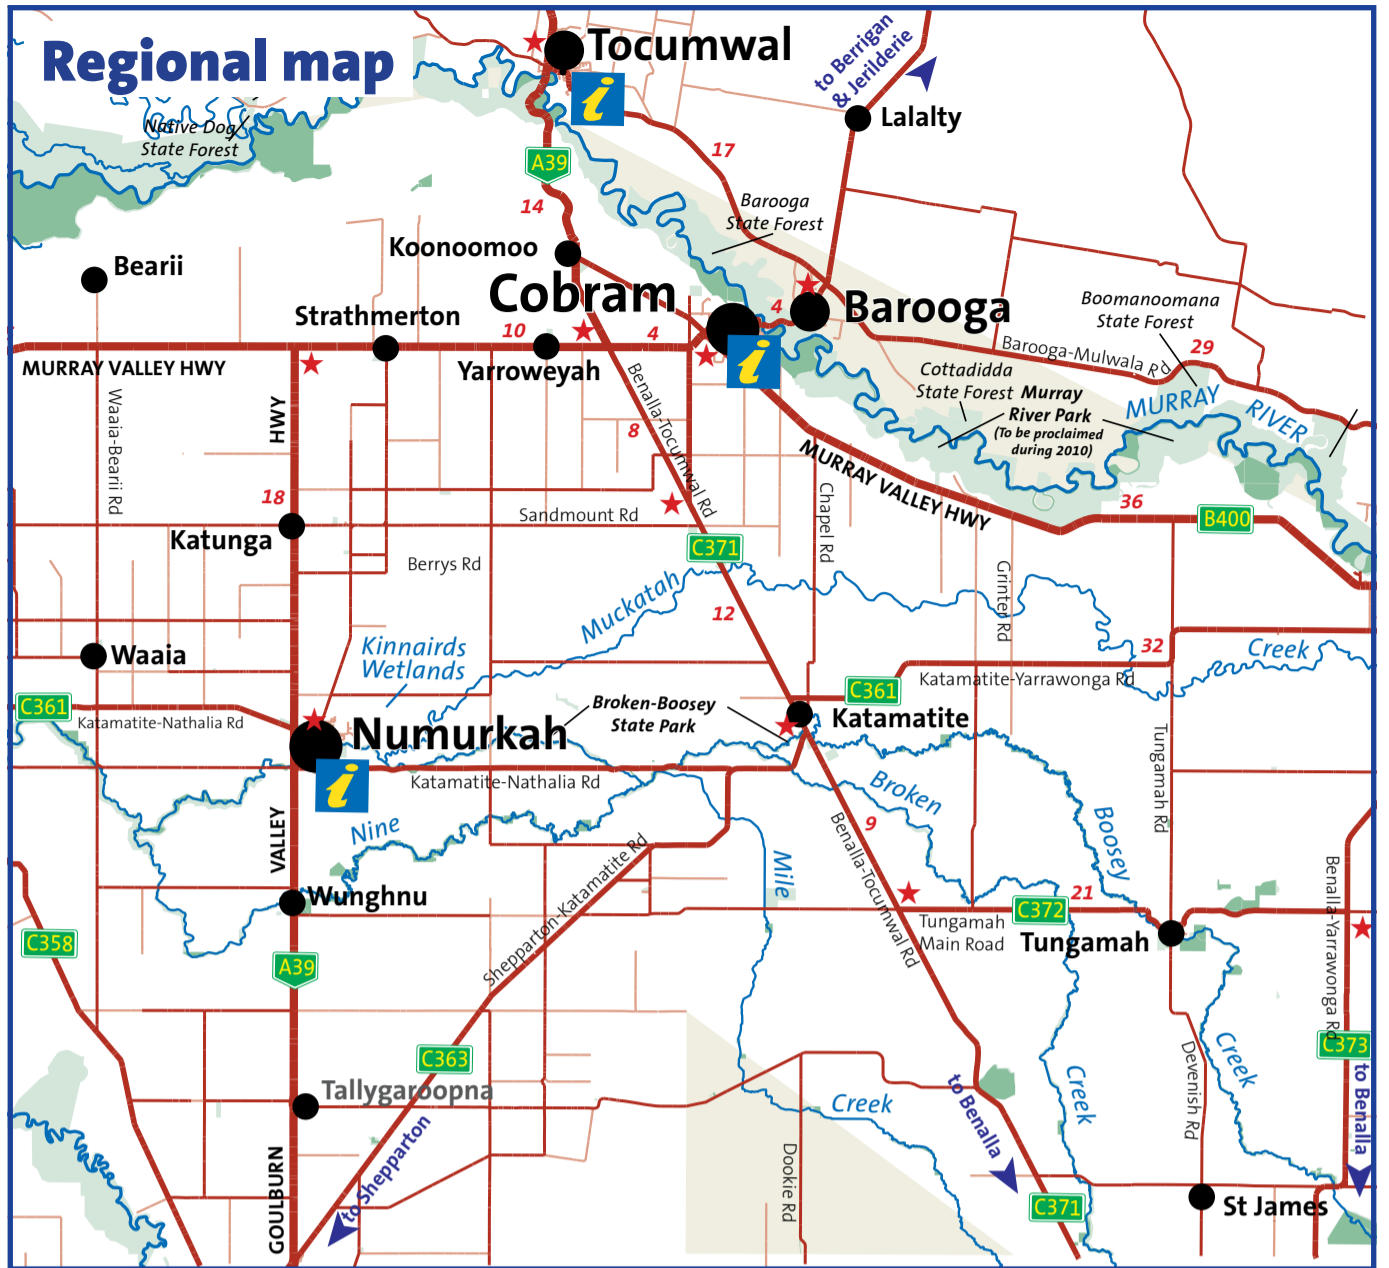 Regional map
Tocumwal
i
to Berrigan
& Jerilderie
Lalalty
Native Dog
State Forest
A39
17
14
Barooga
State Forest
Koonoomoo
Bearii
Cobram
4
Barooga
Boomanoomana
State Forest
Strathmerton
10
4
i
Barooga-Mulwala Rd
29
MURRAY VALLEY HWY
Yarroweyah
Cottadidda
State Forest
Murray
River Park
(To be proclaimed
during 2010)
MURRAY
RIVER
Waaia-Bearii Rd
HWY
Benalla-Tocumwal Rd
8
MURRAY VALLEY HWY
18
Sandmount Rd
Chapel Rd
36
B400
Katunga
C371
Berrys Rd
Grinter Rd
Muckatah
12
Kinnairds
Wetlands
32
Creek
Waaia
C361
Katamatite-Nathalia Rd
Broken-Boosey
State Park
C361
Katamatite-Yarrawonga Rd
Katamatite
Numurkah
i
Katamatite-Nathalia Rd
Tungamah Rd
Broken
Boosey
VALLEY
Nine
9
Benalla-Tocumwal Rd
Mile
Shepparton-Katamatite Rd
Benalla-Yarrawonga Rd
Wunghnu
21
C372
Tungamah
Main Road
Tungamah
C358
A39
C363
Creek
C373
Devenish Rd
Tallygaroopna
Creek
to Benalla
Creek
to Benalla
to Shepparton
GOULBURN
Dookie Rd
C371
St James